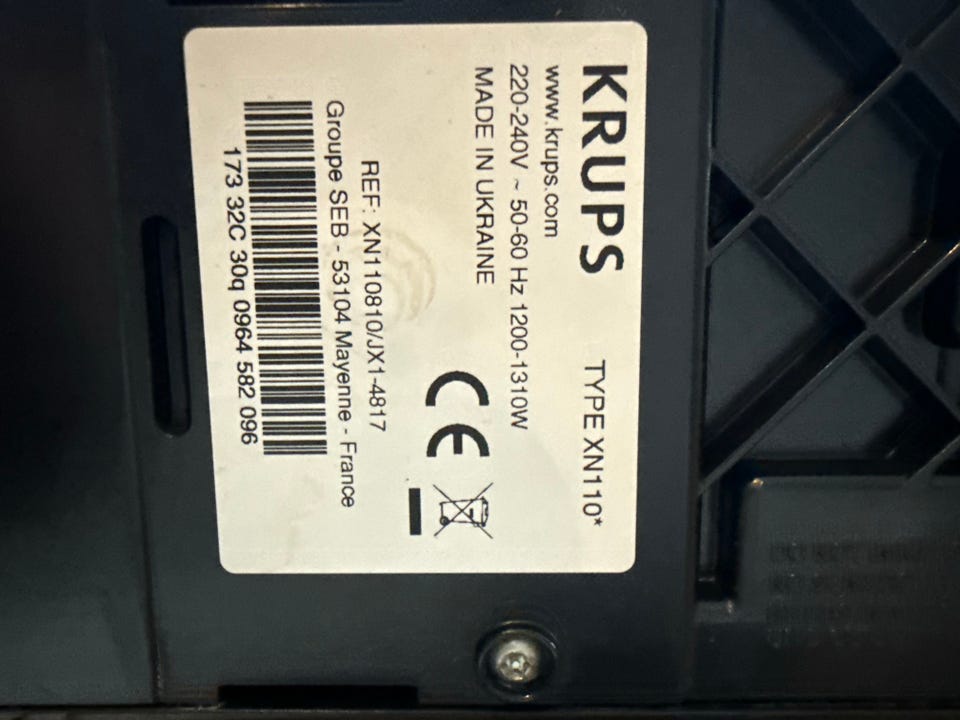 KRUPS TYPE XN110*
www.krups.com
220-240V ~ 50-60 Hz 1200-1310W
MADE IN UKRAINE
CE
REF: XN110810/JX1-4817
Groupe SEB - 53104 Mayenne - France
173 32C 30q 0964 582 096